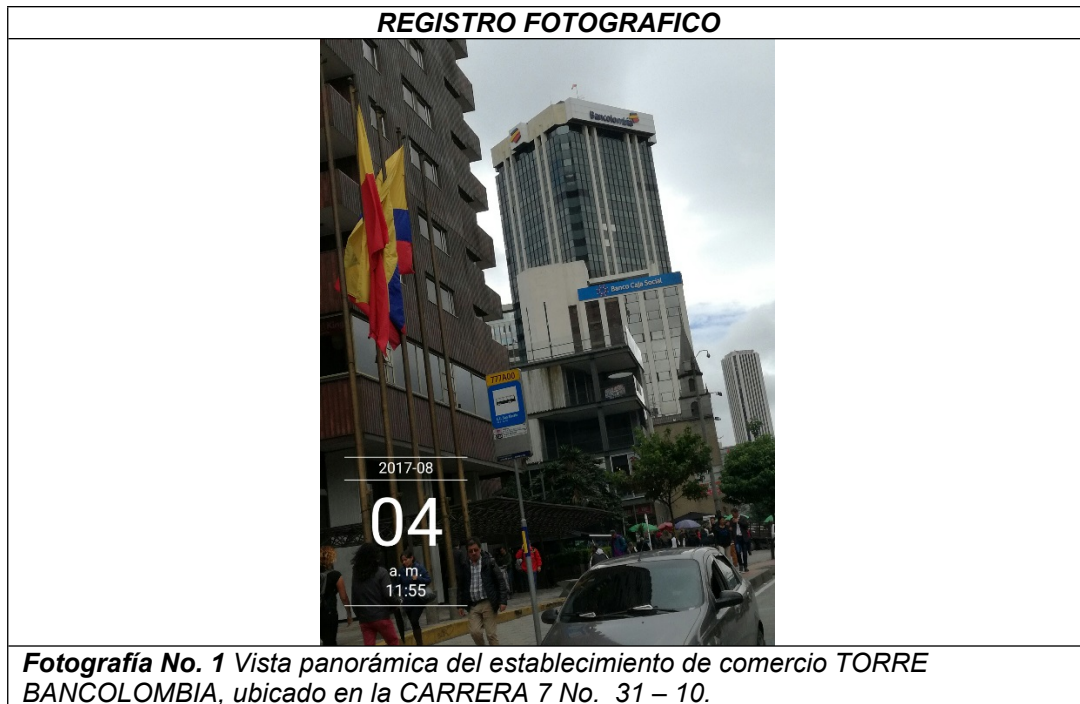 REGISTRO FOTOGRAFICO
Bancolombia
Banco Caja Social
777A00
2017-08
04
a. m.
11:55
Fotografía No. 1 Vista panorámica del establecimiento de comercio TORRE
BANCOLOMBIA, ubicado en la CARRERA 7 No. 31 – 10.